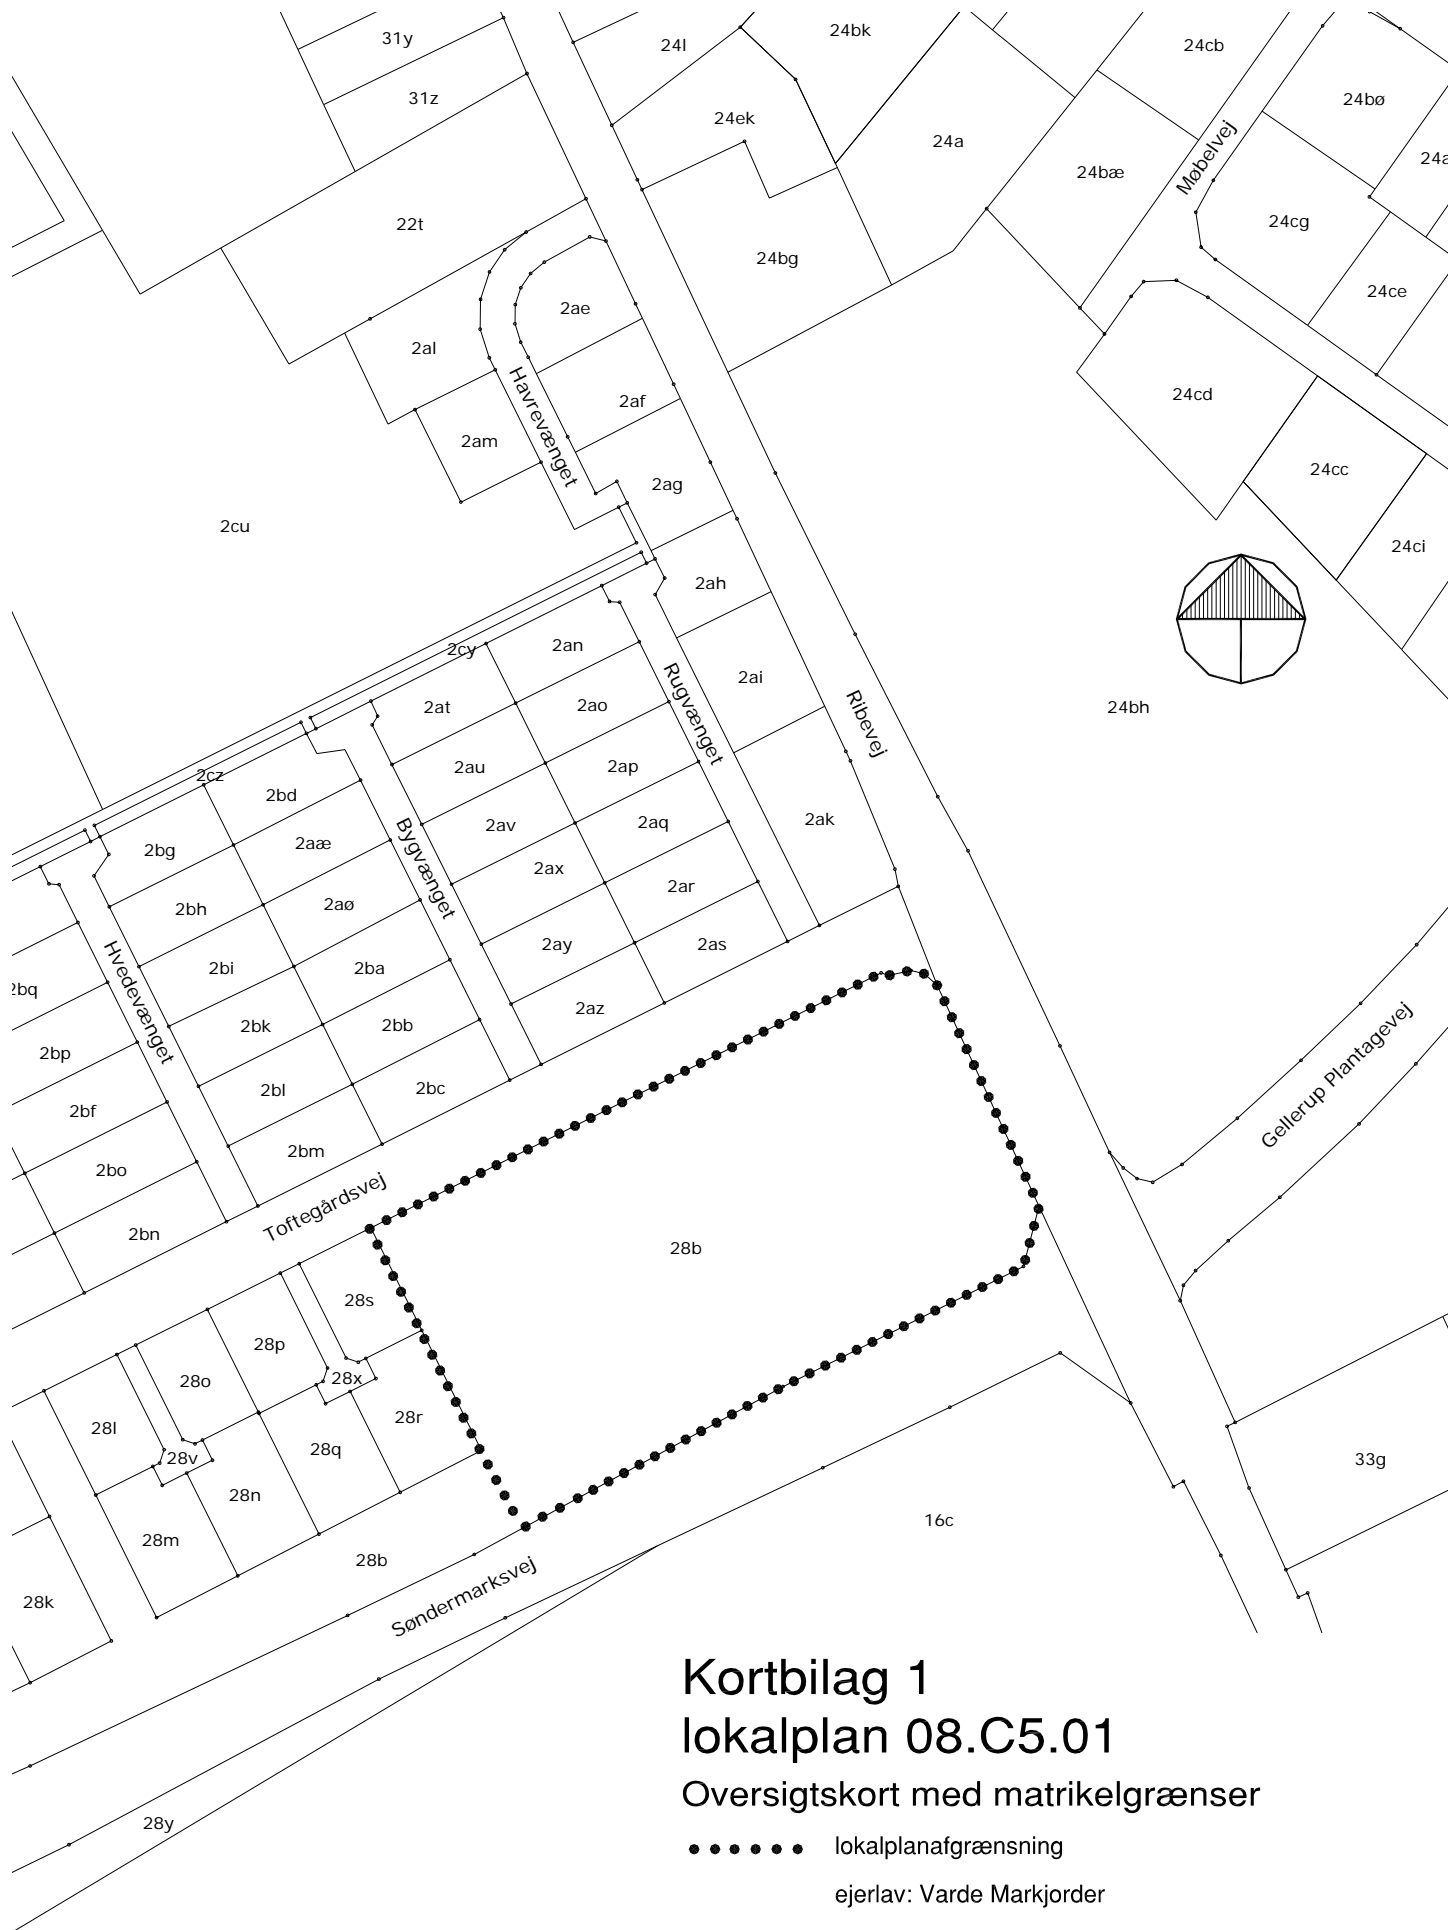 31y
24l
24bk
24cb
31z
24bø
24ek
24a
Møbelvej
24bæ
22t
24cg
24bg
24ce
2ae
2al
24cd
Havrevænget
2af
2am
24cc
2ag
2cu
24ci
2ah
2cy
2an
Rugvænget
2ai
2at
2ao
Ribevej
24bh
2cz
2au
2ap
2bd
Bygvænget
2av
2aq
2ak
2bg
2aæ
2ax
2ar
2bh
2aø
2ay
2as
Hvedevænget
2bi
2ba
2bq
2az
2bk
2bb
2bp
Gellerup Plantagevej
2bl
2bc
2bf
2bm
2bo
Toftegårdsvej
2bn
28b
28s
28p
28o
28x
28r
28l
28v
28q
28n
33g
28m
28b
16c
28k
Søndermarksvej
Kortbilag 1
lokalplan 08.C5.01
Oversigtskort med matrikelgrænser
lokalplanafgrænsning
28y
ejerlav: Varde Markjorder